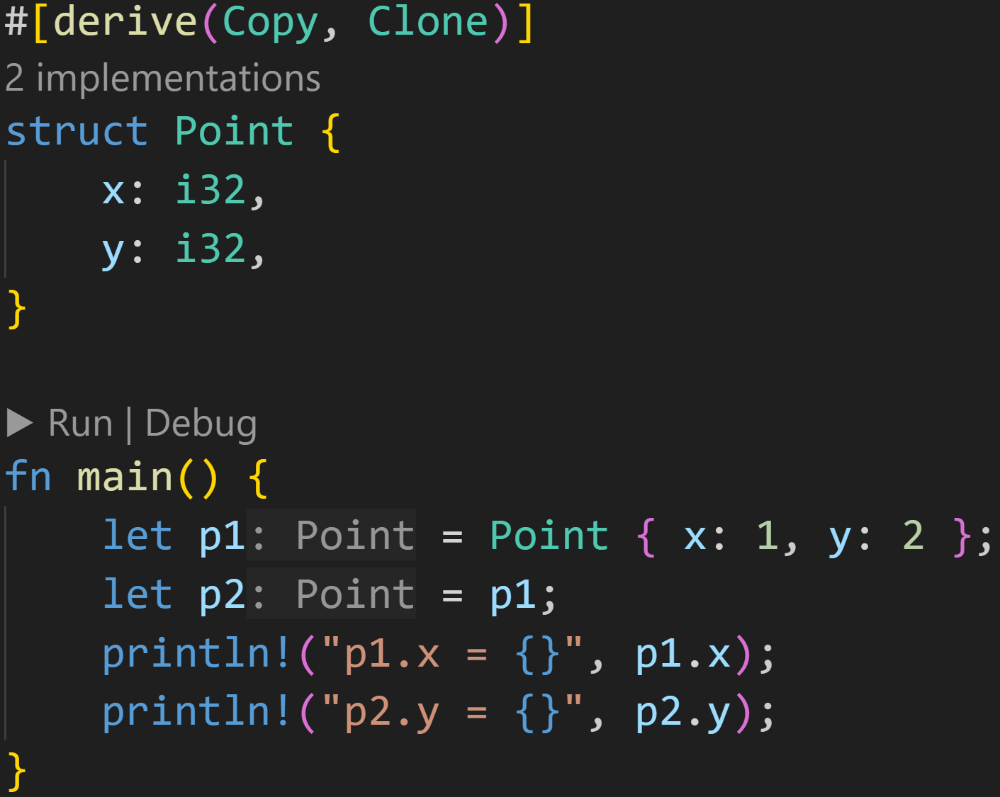 #[derive(Copy, Clone)]
2 implementations
struct Point {
    x: i32,
    y: i32,
}

▶ Run | Debug
fn main() {
    let p1: Point = Point { x: 1, y: 2 };
    let p2: Point = p1;
    println!("p1.x = {}", p1.x);
    println!("p2.y = {}", p2.y);
}